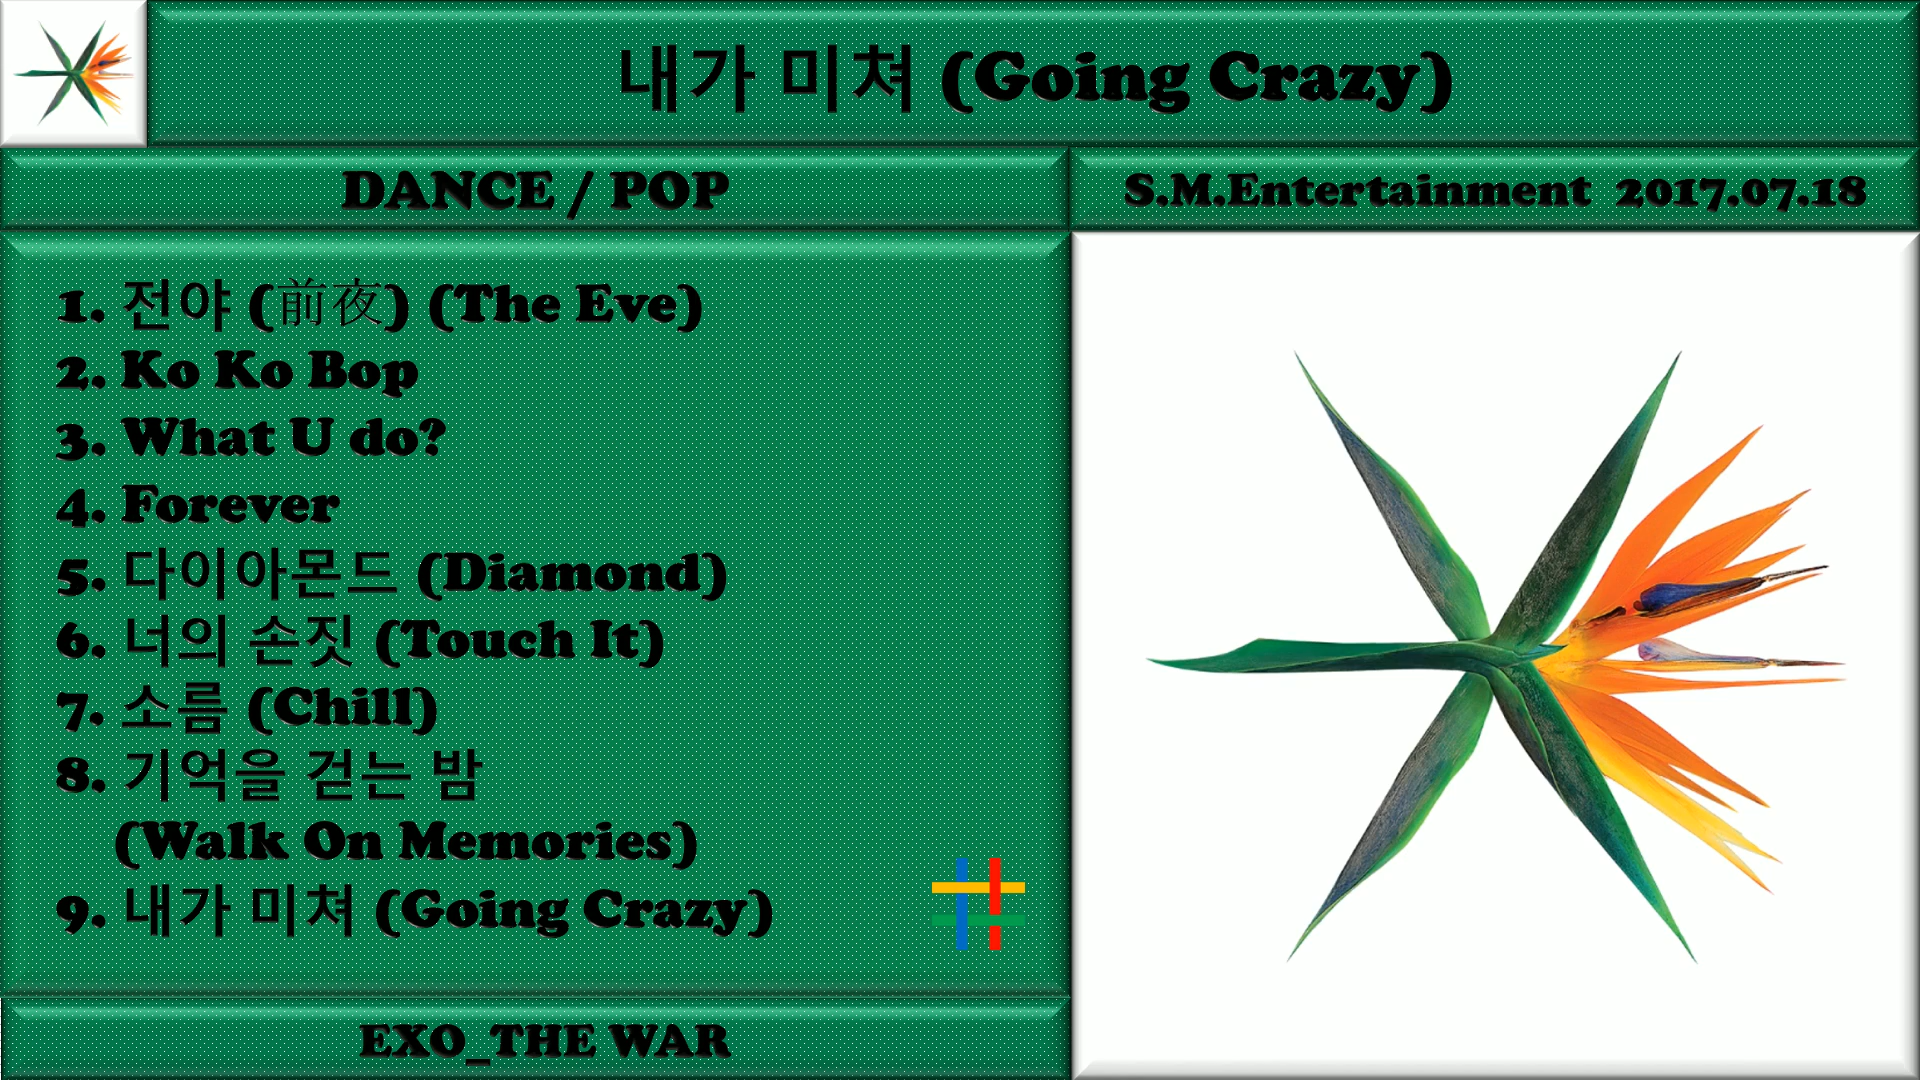 내가 미쳐 (Going Crazy)
DANCE / POP
S.M.Entertainment 2017.07.18
1. 전야 (前夜) (The Eve)
2. Ko Ko Bop
3. What U do?
4. Forever
5. 다이아몬드 (Diamond)
6. 너의 손짓 (Touch It)
7. 소름 (Chill)
8. 기억을 걷는 밤
(Walk On Memories)
9. 내가 미쳐 (Going Crazy)
EXO_THE WAR